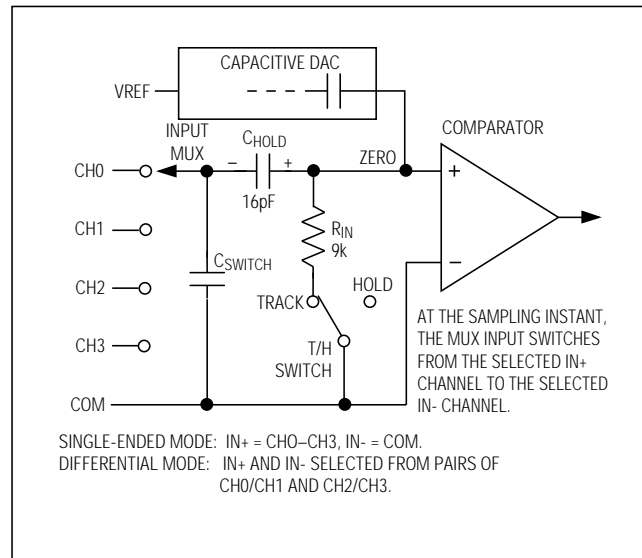 CAPACITIVE DAC
VREF
INPUT
MUX
CHOLD
COMPARATOR
− +
ZERO
CH0
+
16pF
RIN
9k
CH1
−
CSWITCH
HOLD
CH2
TRACK
AT THE SAMPLING INSTANT,
THE MUX INPUT SWITCHES
FROM THE SELECTED IN+
CHANNEL TO THE SELECTED
IN- CHANNEL.
CH3
T/H
SWITCH
COM
SINGLE-ENDED MODE: IN+ = CHO–CH3, IN- = COM.
DIFFERENTIAL MODE: IN+ AND IN- SELECTED FROM PAIRS OF
CH0/CH1 AND CH2/CH3.